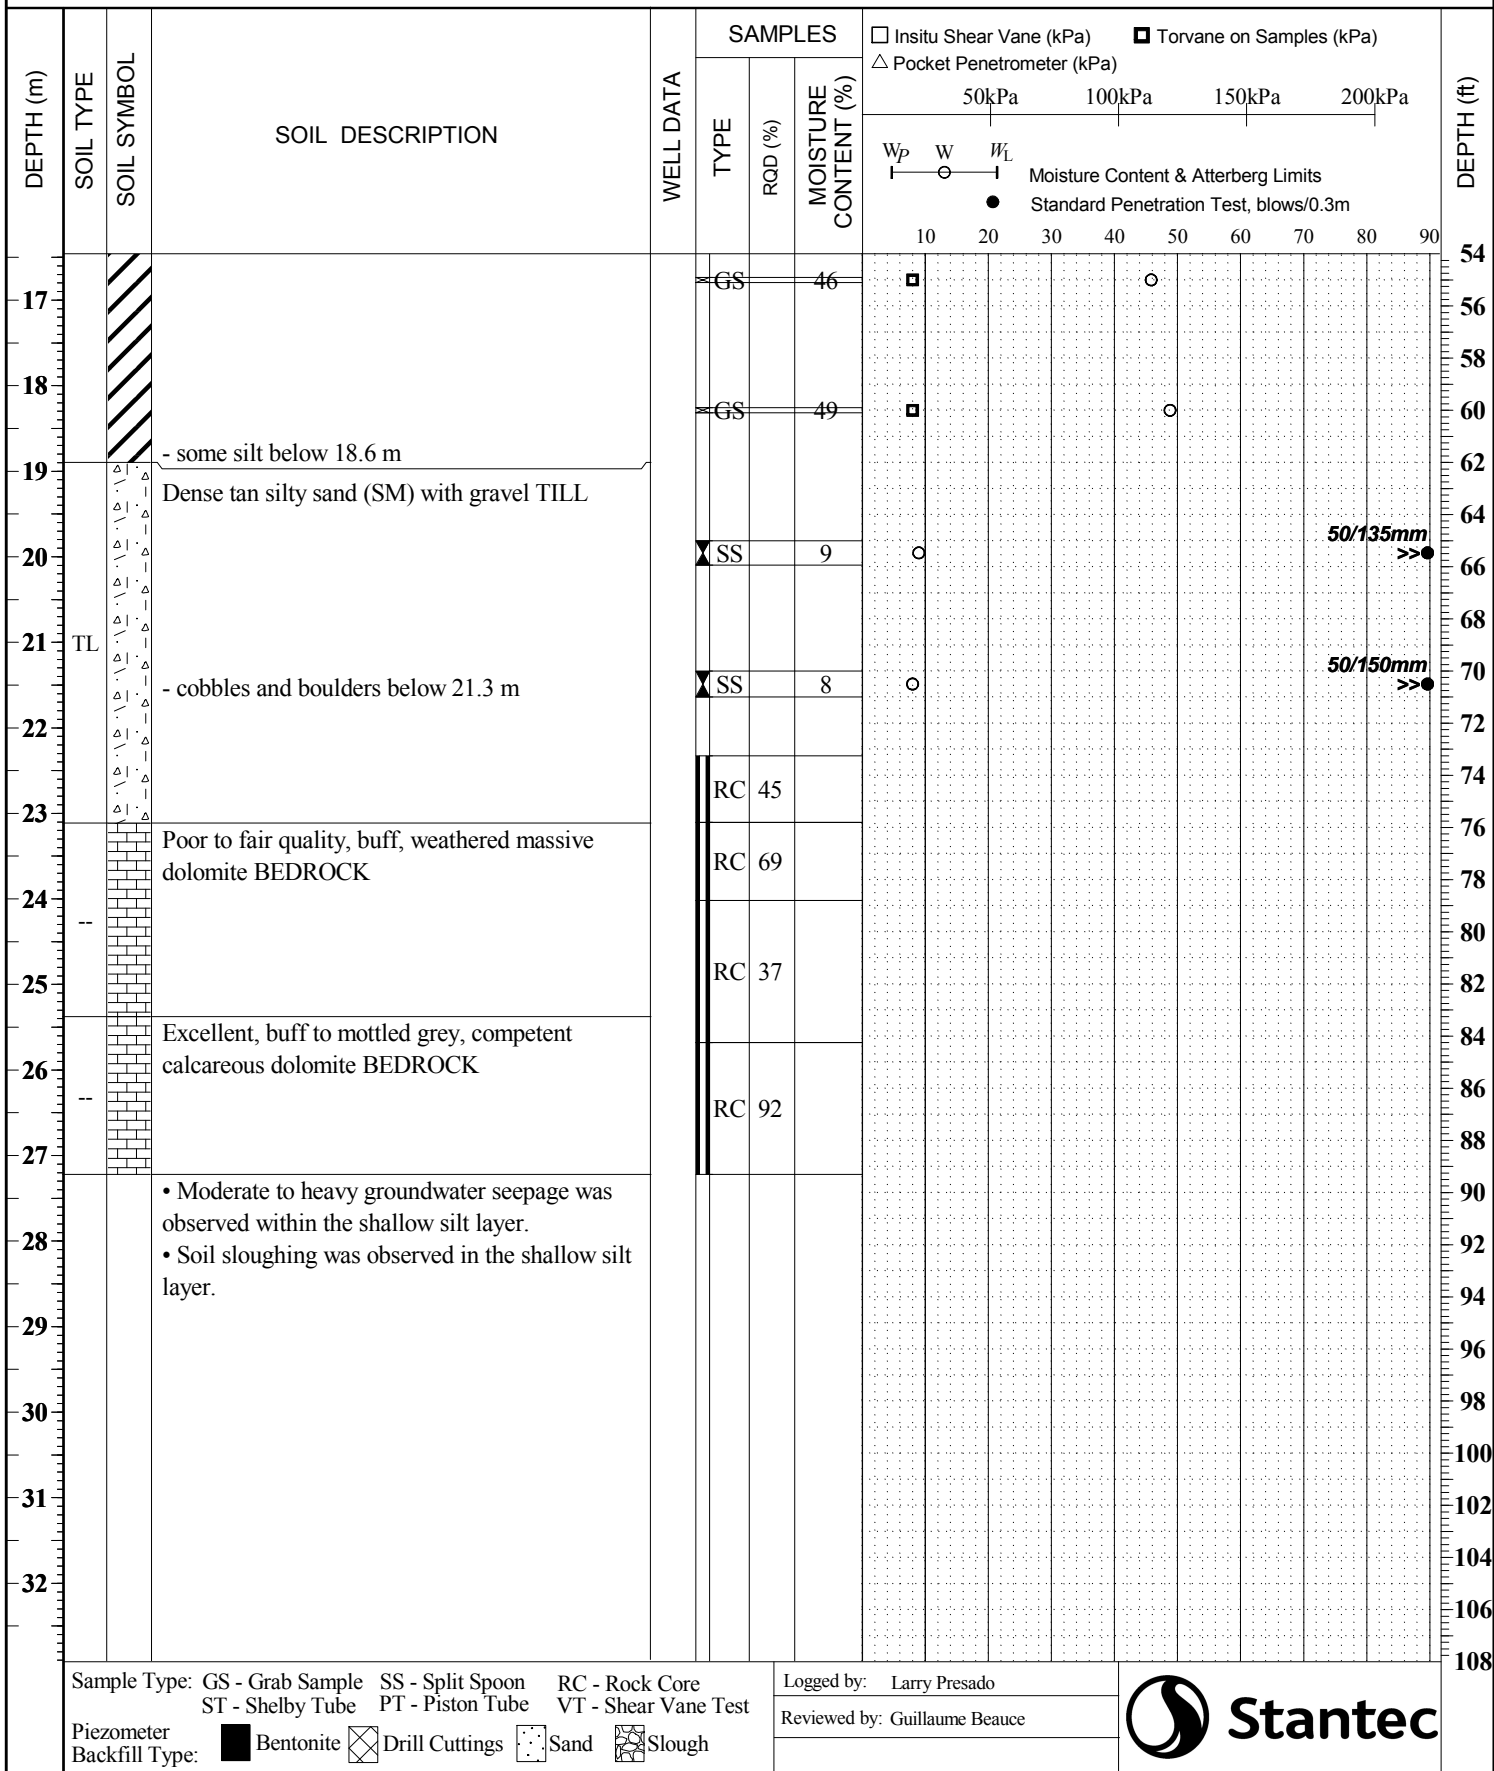 SAMPLES
DEPTH (m)
SOIL TYPE
SOIL SYMBOL
SOIL DESCRIPTION
WELL DATA
TYPE
RQD (%)
MOISTURE CONTENT (%)
Insitu Shear Vane (kPa) Torvane on Samples (kPa)
Pocket Penetrometer (kPa)
50kPa 100kPa 150kPa 200kPa
WP W WL
Moisture Content & Atterberg Limits
Standard Penetration Test, blows/0.3m
10 20 30 40 50 60 70 80 90
DEPTH (ft)
54
GS 46
17
56
58
18
GS 49
60
- some silt below 18.6 m
19
62
Dense tan silty sand (SM) with gravel TILL
64
50/135mm
20
SS 9
>>
66
68
21
TL
50/150mm
70
- cobbles and boulders below 21.3 m
SS 8
>>
22
72
74
RC 45
23
76
Poor to fair quality, buff, weathered massive
dolomite BEDROCK
RC 69
78
24
--
80
RC 37
25
82
Excellent, buff to mottled grey, competent
84
calcareous dolomite BEDROCK
26
86
--
RC 92
88
27
• Moderate to heavy groundwater seepage was
90
observed within the shallow silt layer.
28
92
• Soil sloughing was observed in the shallow silt
layer.
94
29
96
30
98
100
31
102
104
32
106
108
Sample Type: GS - Grab Sample SS - Split Spoon RC - Rock Core
ST - Shelby Tube PT - Piston Tube VT - Shear Vane Test
Piezometer
Backfill Type: Bentonite Drill Cuttings Sand Slough
Logged by: Larry Presado
Reviewed by: Guillaume Beauce
Stantec